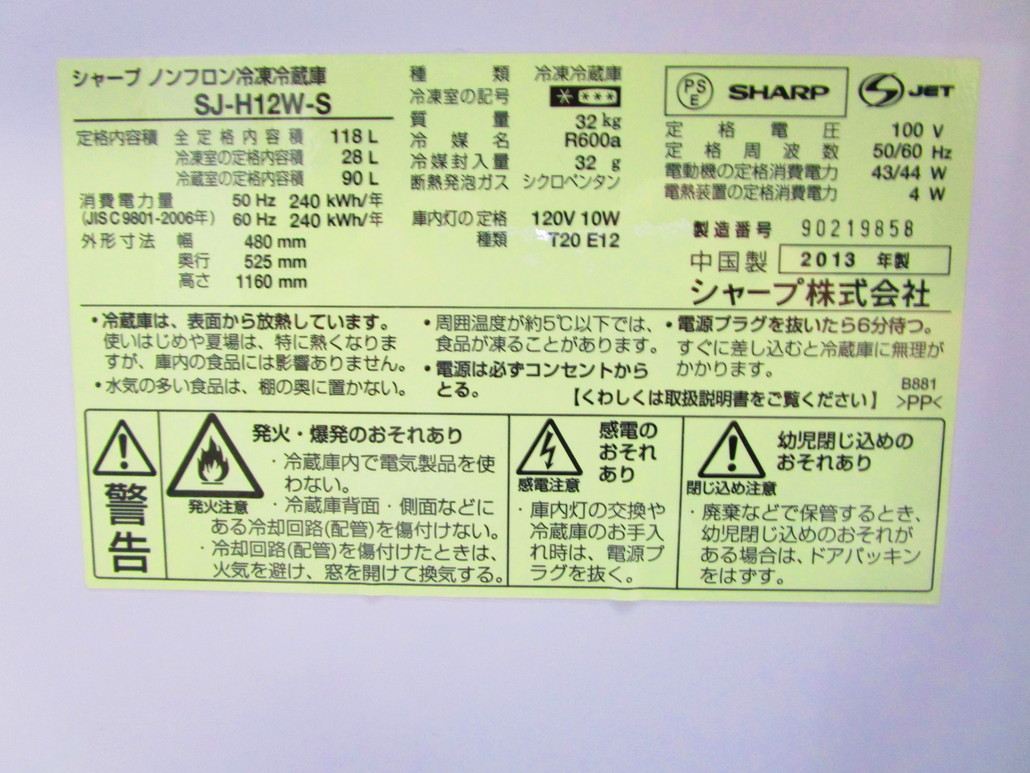 シャープ ノンフロン冷凍冷蔵庫
SJ-H12W-S
定格内容積 全定格内容積 118 L
冷凍室の定格内容積 28 L
冷蔵室の定格内容積 90 L
消費電力量 50 Hz 240 kWh/年
(JIS C 9801-2006年) 60 Hz 240 kWh/年
外形寸法 幅 480 mm
奥行 525 mm
高さ 1160 mm
種類 冷凍冷蔵庫
冷凍室の記号
質量 32 kg
冷媒名 R600a
冷媒封入量 32 g
断熱発泡ガス シクロペンタン
庫内灯の定格 120V 10W
種類 T20 E12
PSE SHARP JET
定格電圧 100 V
定格周波数 50/60 Hz
電動機の定格消費電力 43/44 W
電熱装置の定格消費電力 4 W
製造番号 90219858
中国製 2013 年製
シャープ株式会社
・冷蔵庫は、表面から放熱しています。
使いはじめや夏場は、特に熱くなりま
すが、庫内の食品には影響ありません。
・水気の多い食品は、棚の奥に置かない。
・周囲温度が約5℃以下では、
食品が凍ることがあります。
・電源は必ずコンセントから
とる。
・電源プラグを抜いたら6分待つ。
すぐに差し込むと冷蔵庫に無理が
かかります。
【くわしくは取扱説明書をご覧ください】
B881
>PP<
警告
発火注意
発火・爆発のおそれあり
・冷蔵庫内で電気製品を使
わない。
・冷蔵庫背面・側面などに
ある冷却回路(配管)を傷付けない。
・冷却回路(配管)を傷付けたときは、
火気を避け、窓を開けて換気する。
感電注意
感電の
おそれ
あり
・庫内灯の交換や
冷蔵庫のお手入
れ時は、電源プ
ラグを抜く。
閉じ込め注意
幼児閉じ込めの
おそれあり
・廃棄などで保管するとき、
幼児閉じ込めのおそれが
ある場合は、ドアパッキン
をはずす。